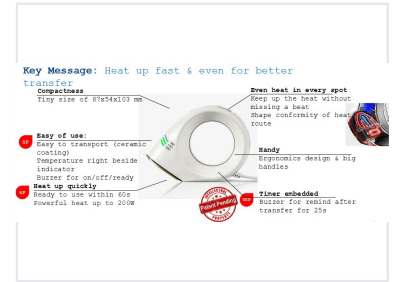 Key Message: Heat up fast & even for better
transfer
Compactness
Tiny size of 87x54x103 mm
Even heat in every spot
Keep up the heat without
missing a beat
Shape conformity of heat
route
SP
Easy of use:
Easy to transport (ceramic
coating)
Temperature right beside
indicator
Buzzer for on/off/ready
Handy
Ergonomics design & big
handles
SP
Heat up quickly
Ready to use within 60s
Powerful heat up to 200W
Patent Pending
Timer embedded
Buzzer for remind after
transfer for 25s